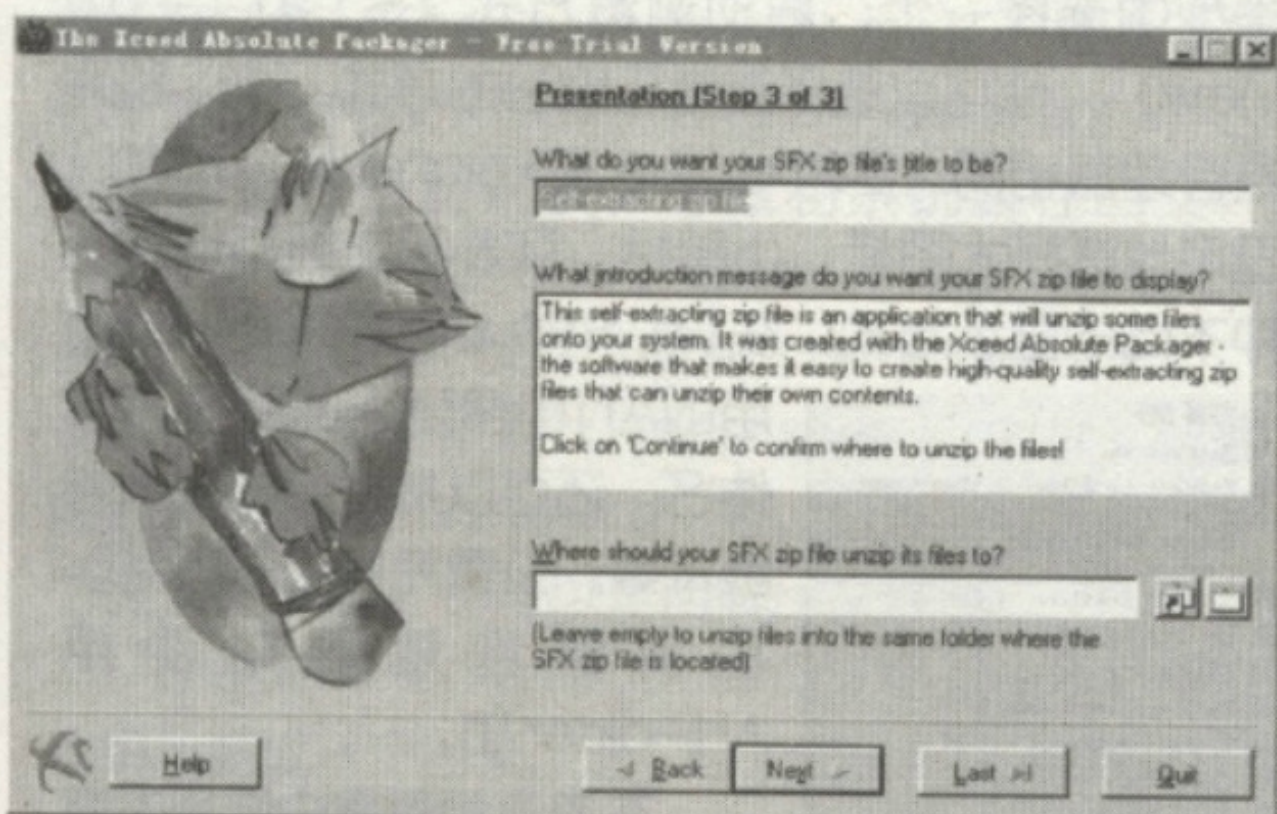 The Xceed Absolute Packager - Free Trial Version
Presentation (Step 3 of 3)
What do you want your SFX zip file's title to be?
Self-extracting zip file
What introduction message do you want your SFX zip file to display?
This self-extracting zip file is an application that will unzip some files
onto your system. It was created with the Xceed Absolute Packager -
the software that makes it easy to create high-quality self-extracting zip
files that can unzip their own contents.
Click on 'Continue' to confirm where to unzip the files!
Where should your SFX zip file unzip its files to?
(Leave empty to unzip files into the same folder where the
SFX zip file is located)
Help
Back
Next
Last
Quit